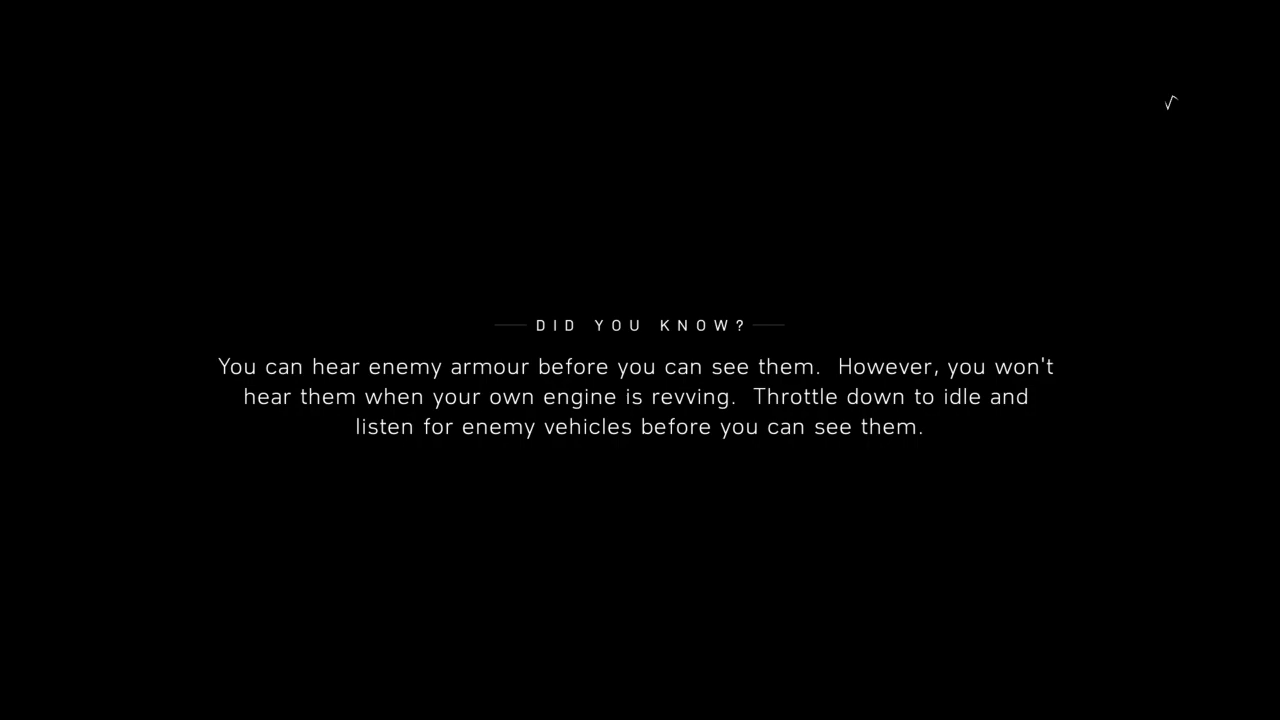 DID YOU KNOW?
You can hear enemy armour before you can see them.  However, you won't
hear them when your own engine is revving.  Throttle down to idle and
listen for enemy vehicles before you can see them.